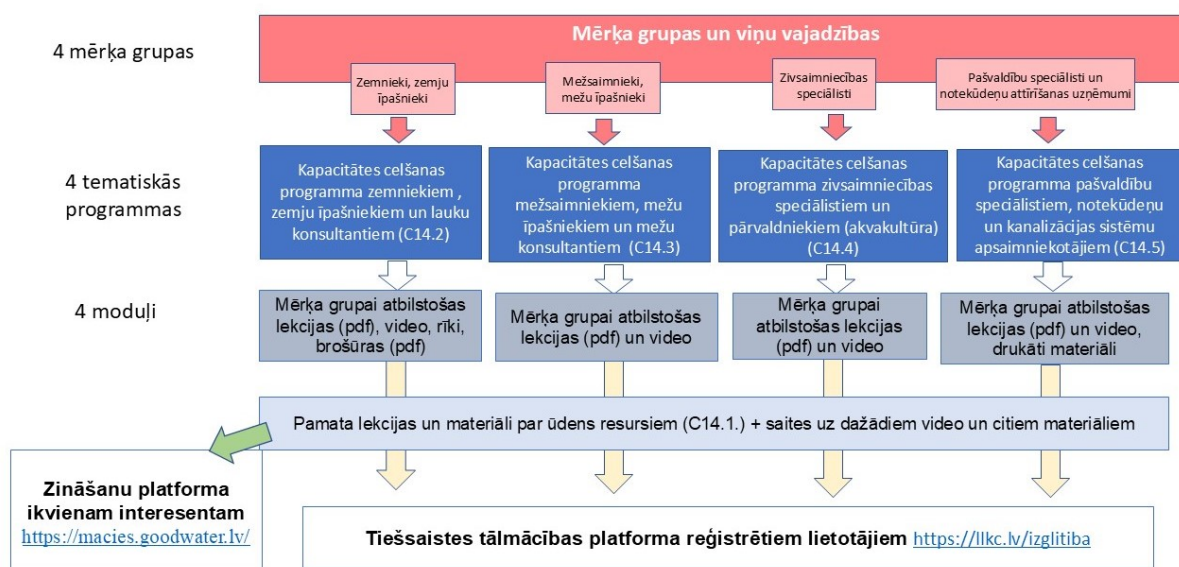 4 mērķa grupas
Mērķa grupas un viņu vajadzības
Zemnieki, zemju
īpašnieki
Mežsaimnieki,
mežu īpašnieki
Zivsaimniecības
speciālisti
Pašvaldību speciālisti un
notekūdeņu attīrīšanas uzņēmumi
4 tematiskās
programmas
Kapacitātes celšanas
programma zemniekiem ,
zemju īpašniekiem un lauku
konsultantiem (C14.2)
Kapacitātes celšanas
programma
mežsaimniekiem, mežu
īpašniekiem un mežu
konsultantiem  (C14.3)
Kapacitātes celšanas
programma zivsaimniecības
speciālistiem un
pārvaldniekiem (akvakultūra)
(C14.4)
Kapacitātes celšanas
programma pašvaldību
speciālistiem, notekūdeņu
un kanalizācijas sistēmu
apsaimniekotājiem (C14.5)
4 moduļi
Mērķa grupai atbilstošas
lekcijas (pdf), video, rīki,
brošūras (pdf)
Mērķa grupai atbilstošas
lekcijas (pdf) un video
Mērķa grupai
atbilstošas lekcijas
(pdf) un video
Mērķa grupai atbilstošas
lekcijas (pdf) un video,
drukāti materiāli
Pamata lekcijas un materiāli par ūdens resursiem (C14.1.) + saites uz dažādiem video un citiem materiāliem
Zināšanu platforma
ikvienam interesentam
https://macies.goodwater.lv/
Tiešsaistes tālmācības platforma reģistrētiem lietotājiem https://llkc.lv/izglitiba